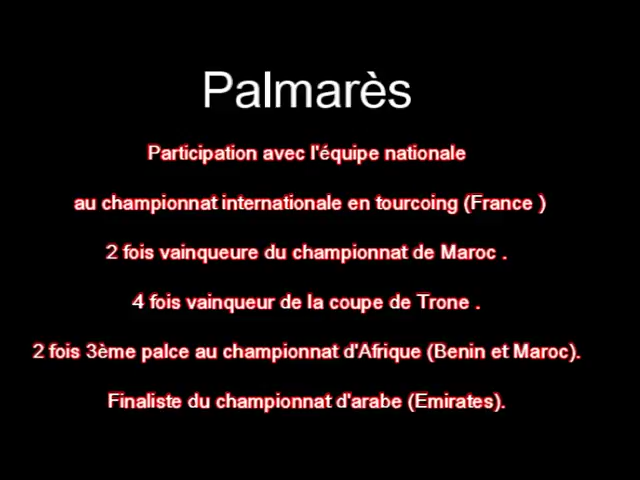 Palmarès
Participation avec l'équipe nationale
au championnat internationale en tourcoing (France )
2 fois vainqueure du championnat de Maroc .
4 fois vainqueur de la coupe de Trone .
2 fois 3ème palce au championnat d'Afrique (Benin et Maroc).
Finaliste du championnat d'arabe (Emirates).